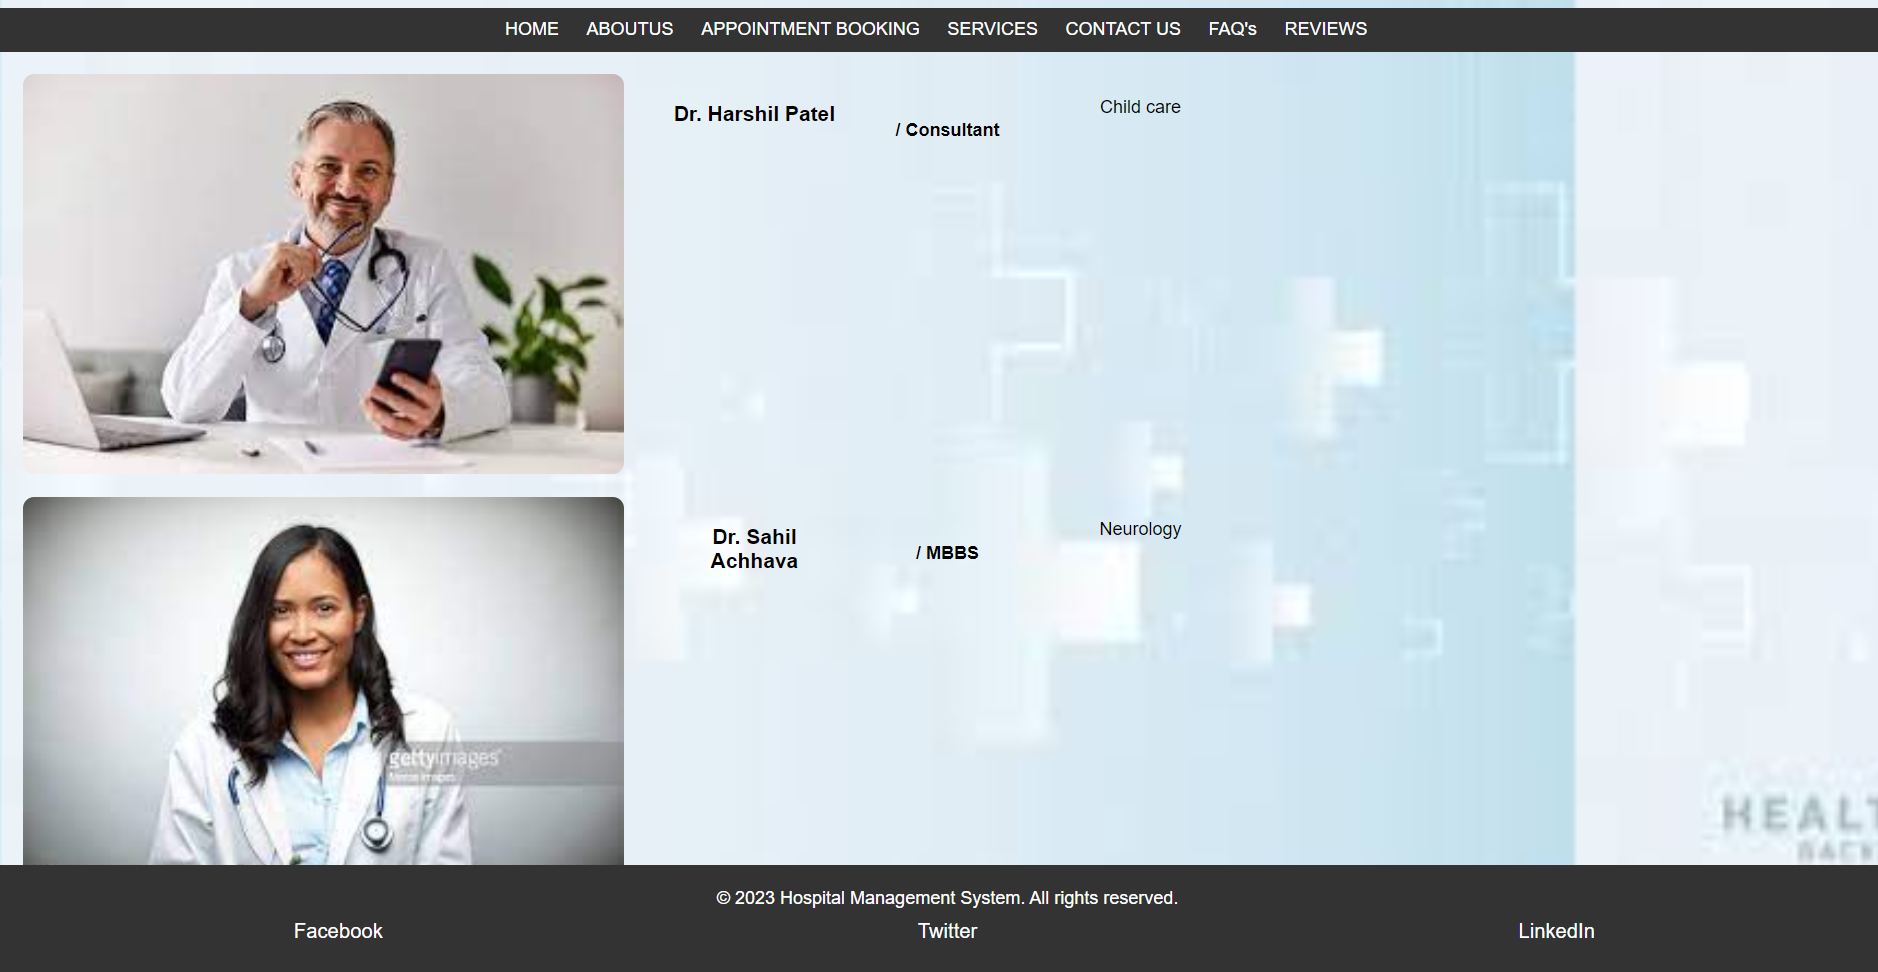 HOME ABOUTUS APPOINTMENT BOOKING SERVICES CONTACT US FAQ's REVIEWS
Dr. Harshil Patel
/ Consultant
Child care
Dr. Sahil
Achhava
/ MBBS
Neurology
gettyimages
HEALT
BACK
© 2023 Hospital Management System. All rights reserved.
Facebook Twitter LinkedIn